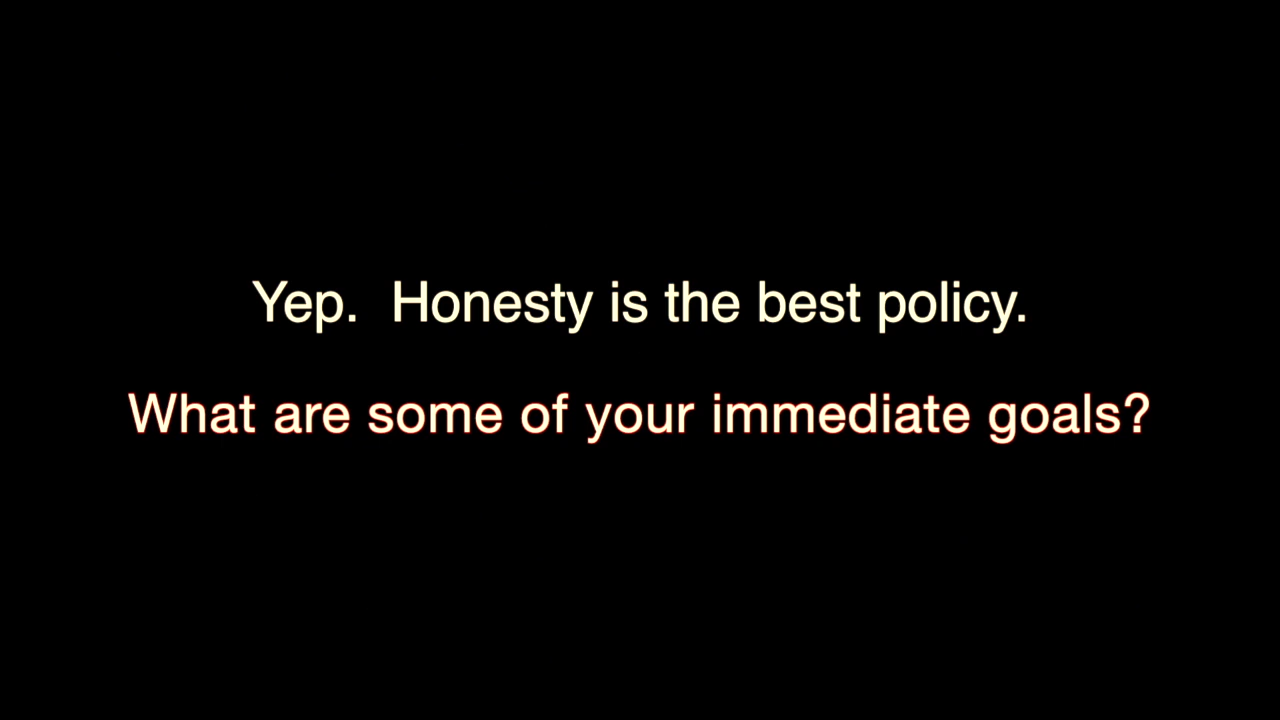 Yep.  Honesty is the best policy.
What are some of your immediate goals?